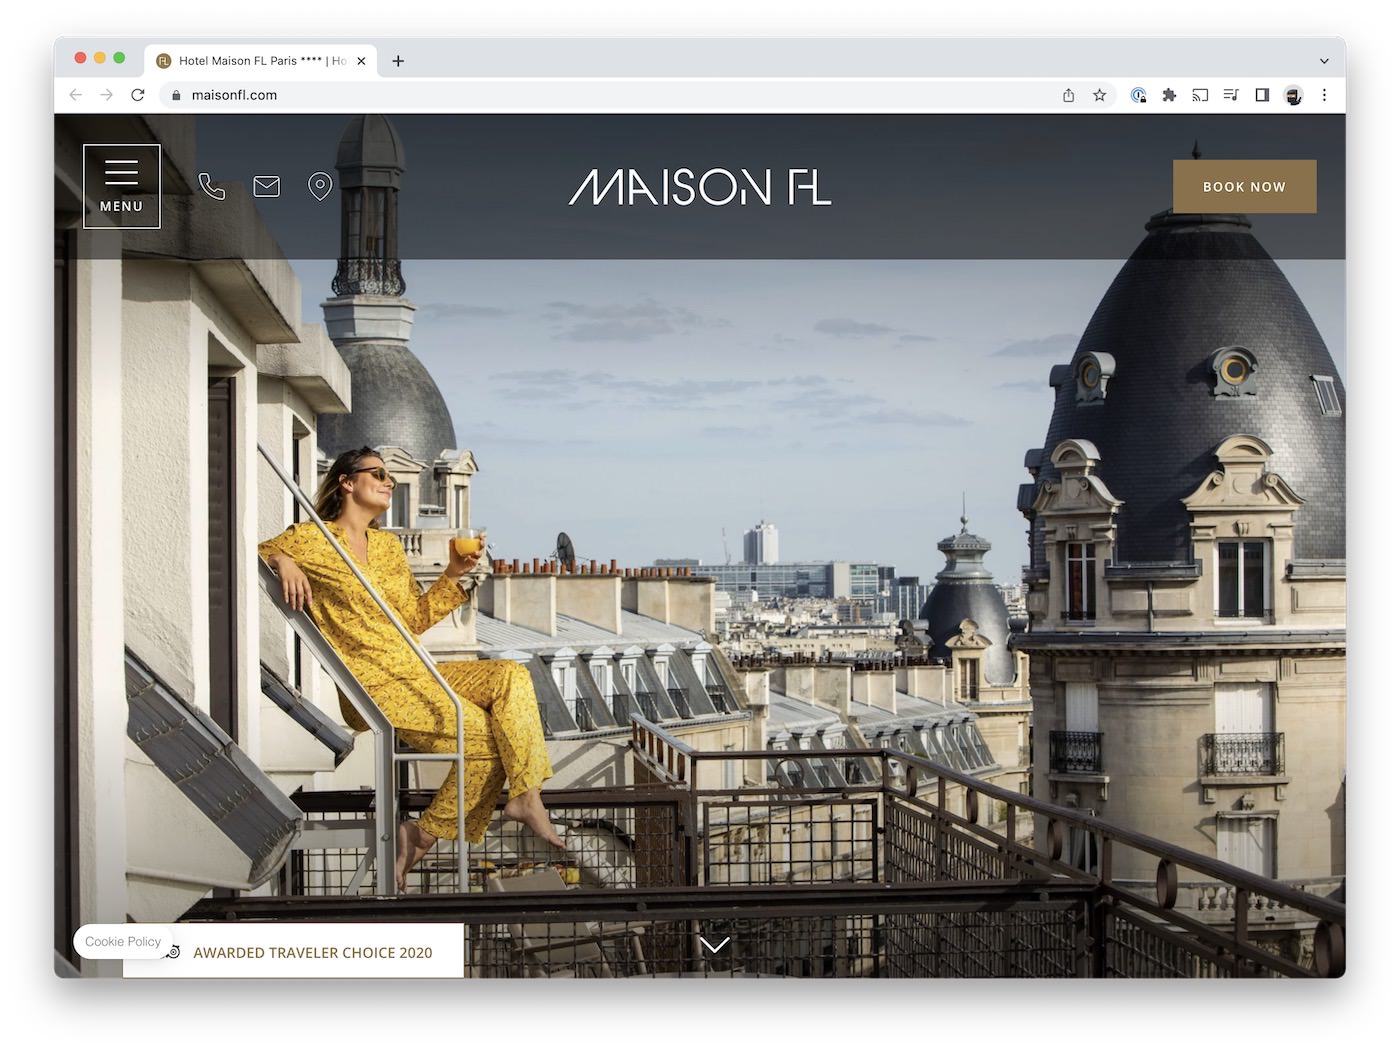 Hotel Maison FL Paris **** | Ho
maisonfl.com
MENU
MAISON FL
BOOK NOW
Cookie Policy
AWARDED TRAVELER CHOICE 2020